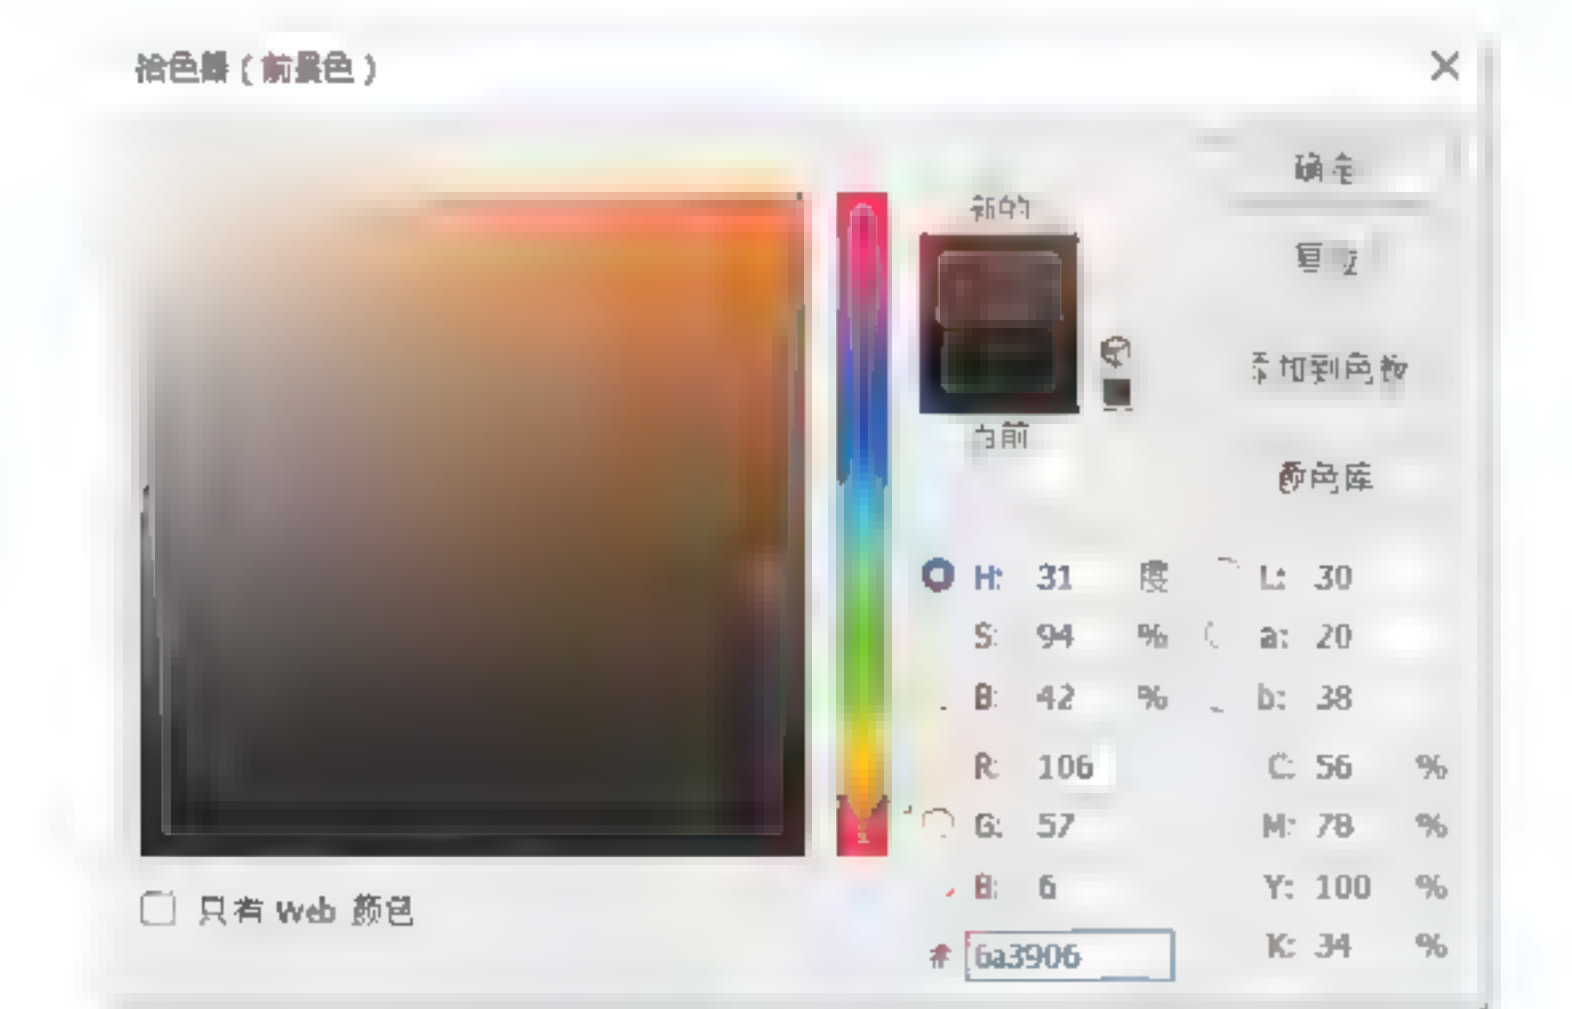 拾色器（前景色）
确定
新的
复位
添加到色板
当前
颜色库
H: 31 度 L: 30
S: 94 % a: 20
B: 42 % b: 38
R: 106 C: 56 %
G: 57 M: 78 %
B: 6 Y: 100 %
只有 Web 颜色
# 6a3906 K: 34 %